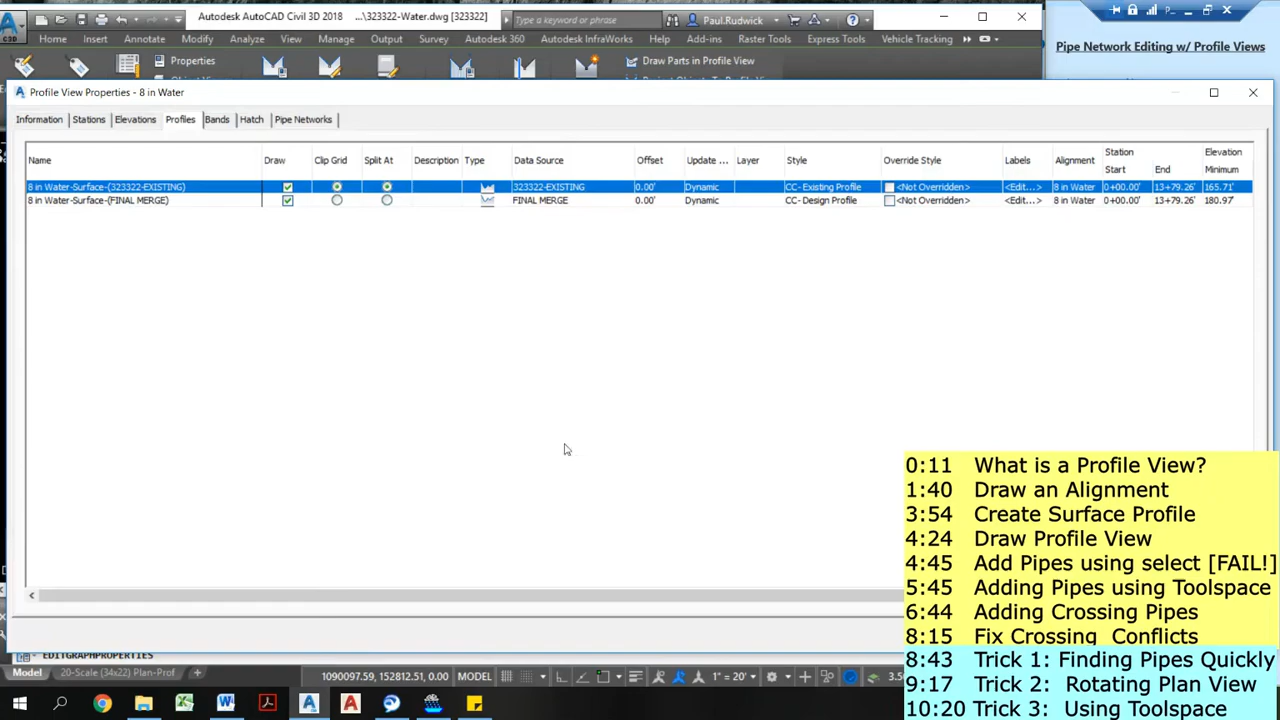 Autodesk AutoCAD Civil 3D 2018 ...\323322-Water.dwg [323322] Type a keyword or phrase Paul.Rudwick
C3D
Home Insert Annotate Modify Analyze View Manage Output Survey Autodesk 360 Autodesk InfraWorks Help Add-ins Raster Tools Express Tools Vehicle Tracking
Pipe Network Editing w/ Profile Views
Properties Draw Parts in Profile View
Profile View Properties - 8 in Water
Information Stations Elevations Profiles Bands Hatch Pipe Networks
Name Draw Clip Grid Split At Description Type Data Source Offset Update ... Layer Style Override Style Labels Alignment Station Start End Elevation Minimum
8 in Water-Surface-(323322-EXISTING) 323322-EXISTING 0.00' Dynamic CC- Existing Profile <Not Overridden> <Edit...> 8 in Water 0+00.00' 13+79.26' 165.71'
8 in Water-Surface-(FINAL MERGE) FINAL MERGE 0.00' Dynamic CC- Design Profile <Not Overridden> <Edit...> 8 in Water 0+00.00' 13+79.26' 180.97'
0:11 What is a Profile View?
1:40 Draw an Alignment
3:54 Create Surface Profile
4:24 Draw Profile View
4:45 Add Pipes using select [FAIL!]
5:45 Adding Pipes using Toolspace
6:44 Adding Crossing Pipes
8:15 Fix Crossing Conflicts
8:43 Trick 1: Finding Pipes Quickly
9:17 Trick 2: Rotating Plan View
10:20 Trick 3: Using Toolspace
EDITGRAPHPROPERTIES
Model 20-Scale (34x22) Plan-Prof +
1090097.59, 152812.51, 0.00 MODEL 1" = 20'